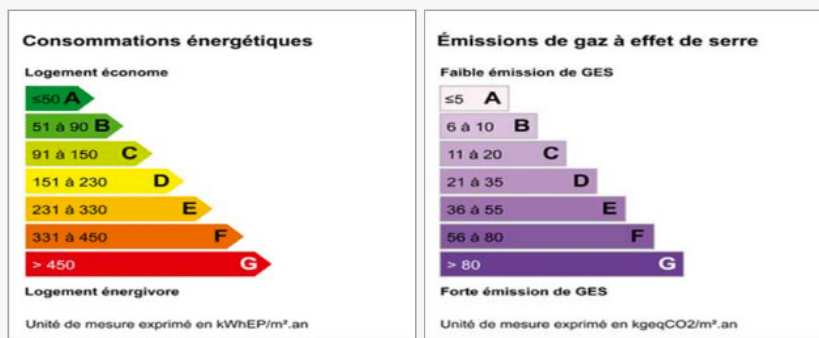 Consommations énergétiques
Logement économe
≤50 A
51 à 90 B
91 à 150 C
151 à 230 D
231 à 330 E
331 à 450 F
> 450 G
Logement énergivore
Unité de mesure exprimé en kWhEP/m².an
Émissions de gaz à effet de serre
Faible émission de GES
≤5 A
6 à 10 B
11 à 20 C
21 à 35 D
36 à 55 E
56 à 80 F
> 80 G
Forte émission de GES
Unité de mesure exprimé en kgeqCO2/m².an